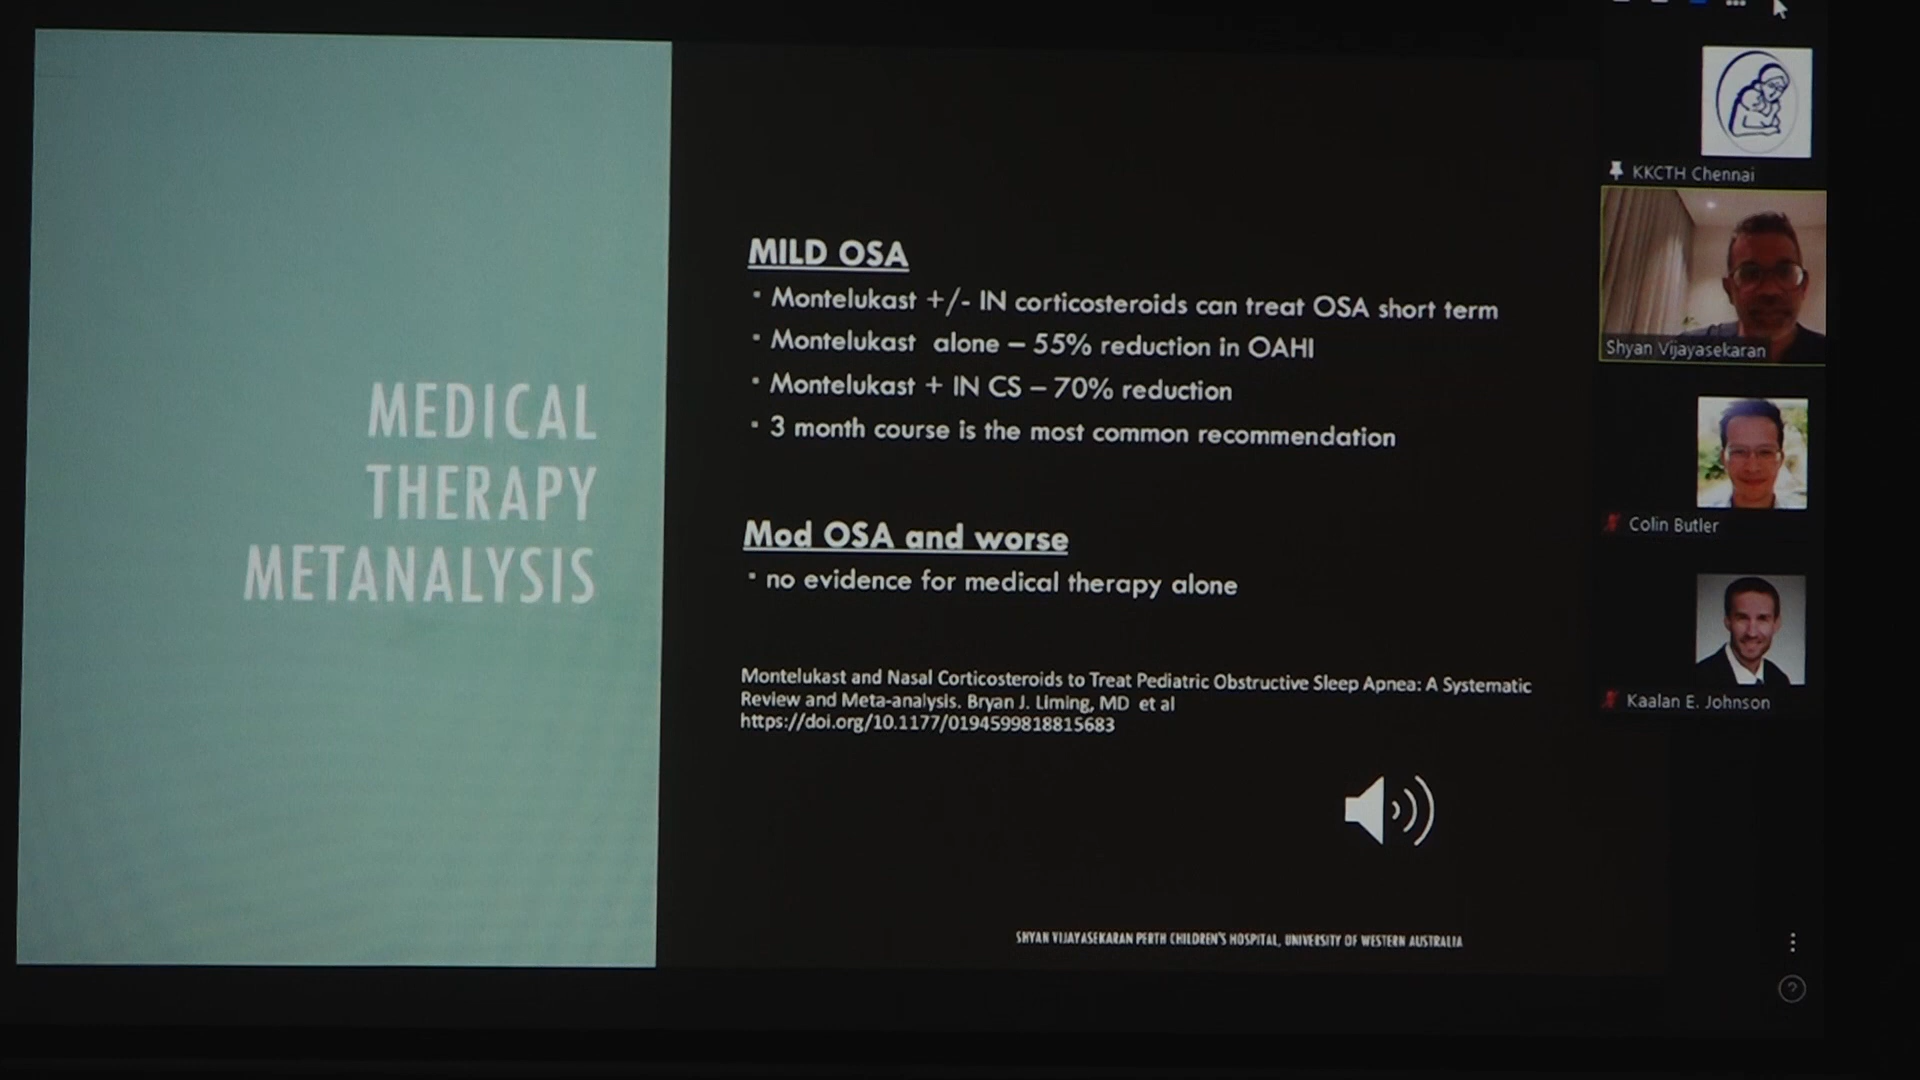 MEDICAL
THERAPY
METANALYSIS
MILD OSA
▪ Montelukast +/- IN corticosteroids can treat OSA short term
▪ Montelukast alone – 55% reduction in OAHI
▪ Montelukast + IN CS – 70% reduction
▪ 3 month course is the most common recommendation
Mod OSA and worse
▪ no evidence for medical therapy alone
Montelukast and Nasal Corticosteroids to Treat Pediatric Obstructive Sleep Apnea: A Systematic
Review and Meta-analysis. Bryan J. Liming, MD et al
https://doi.org/10.1177/0194599818815683
SHYAN VIJAYASEKARAN PERTH CHILDREN'S HOSPITAL, UNIVERSITY OF WESTERN AUSTRALIA
KKCTH Chennai
Shyan Vijayasekaran
Colin Butler
Kaalan E. Johnson
?